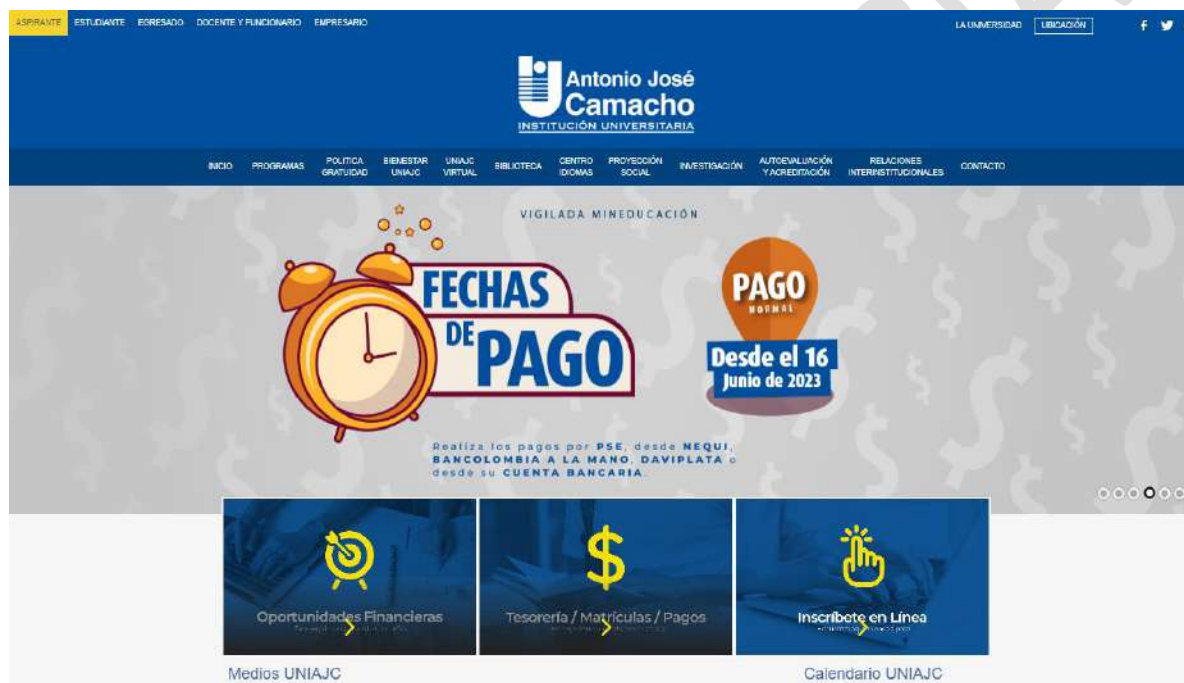 ASPIRANTE ESTUDIANTE EGRESADO DOCENTE Y FUNCIONARIO EMPRESARIO LA UNIVERSIDAD UBICACIÓN
Antonio José
Camacho
INSTITUCIÓN UNIVERSITARIA
INICIO PROGRAMAS POLITICA GRATUIDAD BIENESTAR UNIAJC UNIAJC VIRTUAL BIBLIOTECA CENTRO IDIOMAS PROYECCIÓN SOCIAL INVESTIGACIÓN AUTOEVALUACIÓN Y ACREDITACIÓN RELACIONES INTERINSTITUCIONALES CONTACTO
VIGILADA MINEDUCACIÓN
FECHAS
DE PAGO
PAGO
NORMAL
Desde el 16
Junio de 2023
Realiza los pagos por PSE, desde NEQUI,
BANCOLOMBIA A LA MANO, DAVIPLATA o
desde su CUENTA BANCARIA.
Oportunidades Financieras
Tesorería / Matrículas / Pagos
Inscríbete en Línea
Medios UNIAJC
Calendario UNIAJC